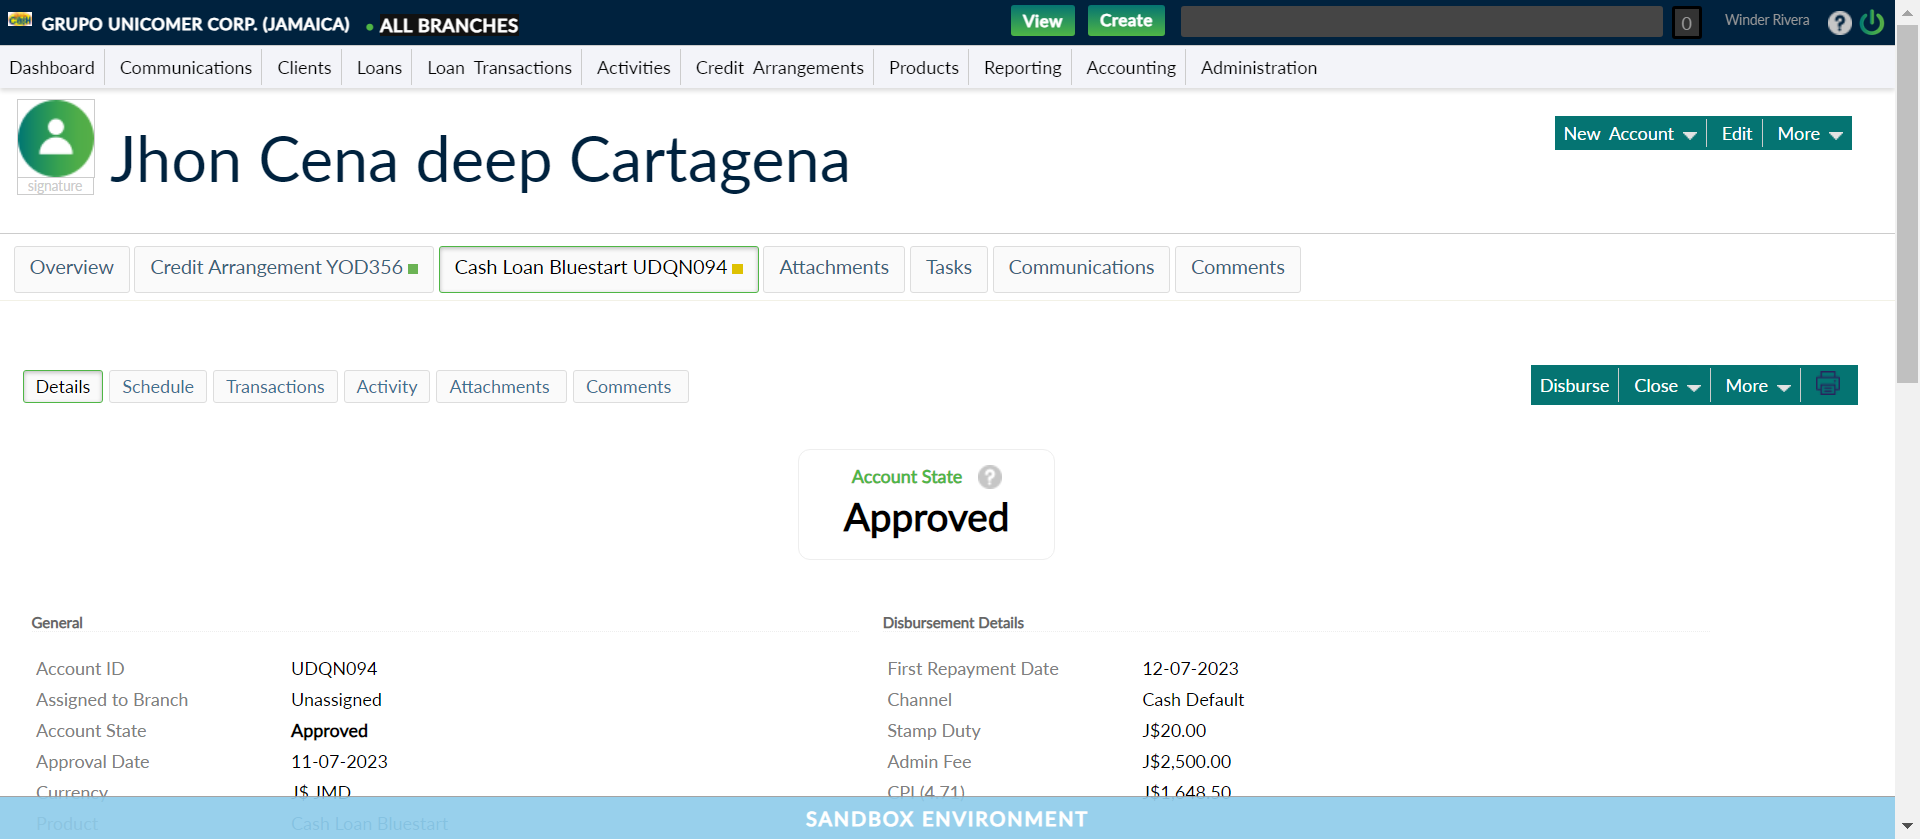 CASH GRUPO UNICOMER CORP. (JAMAICA) • ALL BRANCHES View Create 0 Winder Rivera ?
Dashboard Communications Clients Loans Loan Transactions Activities Credit Arrangements Products Reporting Accounting Administration
signature
Jhon Cena deep Cartagena
New Account Edit More
Overview Credit Arrangement YOD356 Cash Loan Bluestart UDQN094 Attachments Tasks Communications Comments
Details Schedule Transactions Activity Attachments Comments
Disburse Close More
Account State ?
Approved
General
Account ID UDQN094
Assigned to Branch Unassigned
Account State Approved
Approval Date 11-07-2023
Currency J$ JMD
Product Cash Loan Bluestart
Disbursement Details
First Repayment Date 12-07-2023
Channel Cash Default
Stamp Duty J$20.00
Admin Fee J$2,500.00
CPI (4.71) J$1,648.50
SANDBOX ENVIRONMENT